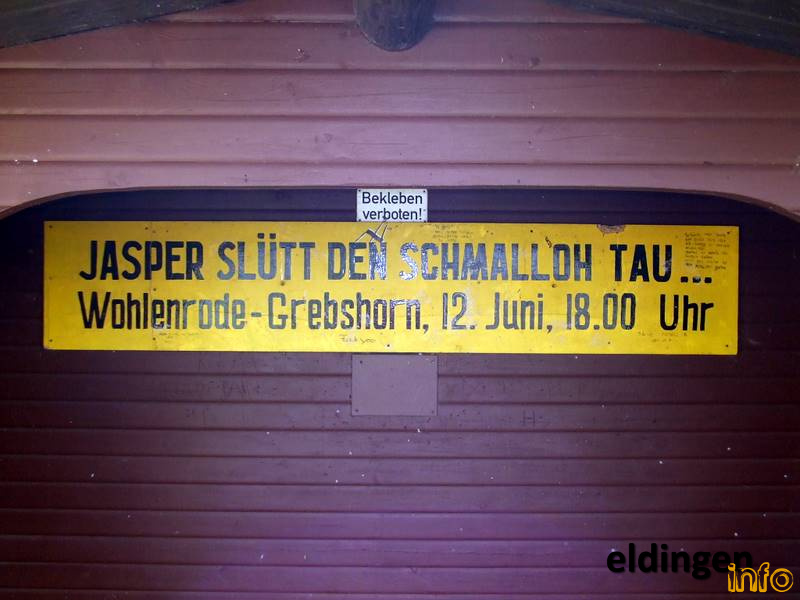 Bekleben
verboten!
JASPER SLÜTT DEN SCHMALLOH TAU...
Wohlenrode-Grebshorn, 12. Juni, 18.00 Uhr
eldingen
info